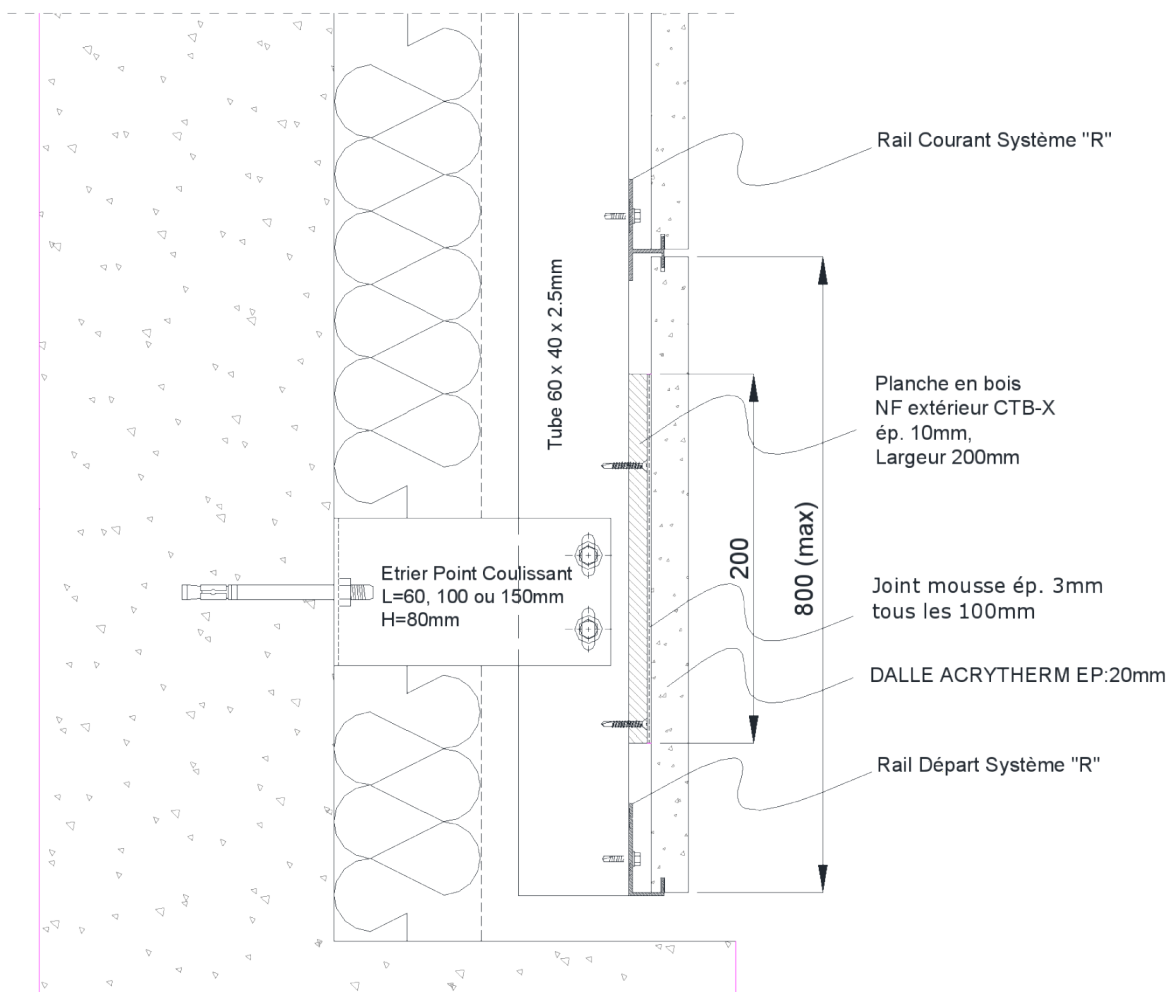 Rail Courant Système "R"
Tube 60 x 40 x 2.5mm
Planche en bois
NF extérieur CTB-X
ép. 10mm,
Largeur 200mm
200
800 (max)
Etrier Point Coulissant
L=60, 100 ou 150mm
H=80mm
Joint mousse ép. 3mm
tous les 100mm
DALLE ACRYTHERM EP:20mm
Rail Départ Système "R"